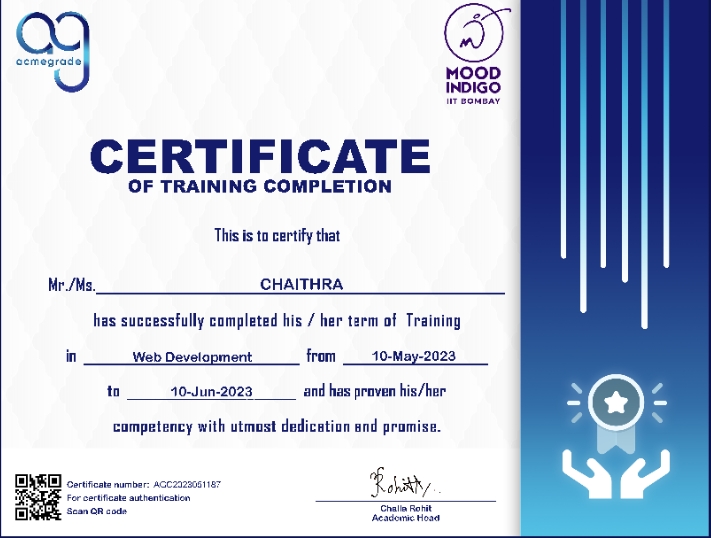 acmegrade
MOOD
INDIGO
IIT BOMBAY
CERTIFICATE
OF TRAINING COMPLETION
This is to certify that
Mr./Ms. CHAITHRA
has successfully completed his / her term of Training
in Web Development from 10-May-2023
to 10-Jun-2023 and has proven his/her
competency with utmost dedication and promise.
Certificate number: AGC2023051187
For certificate authentication
Scan QR code
Rohit
Challa Rohit
Academic Head